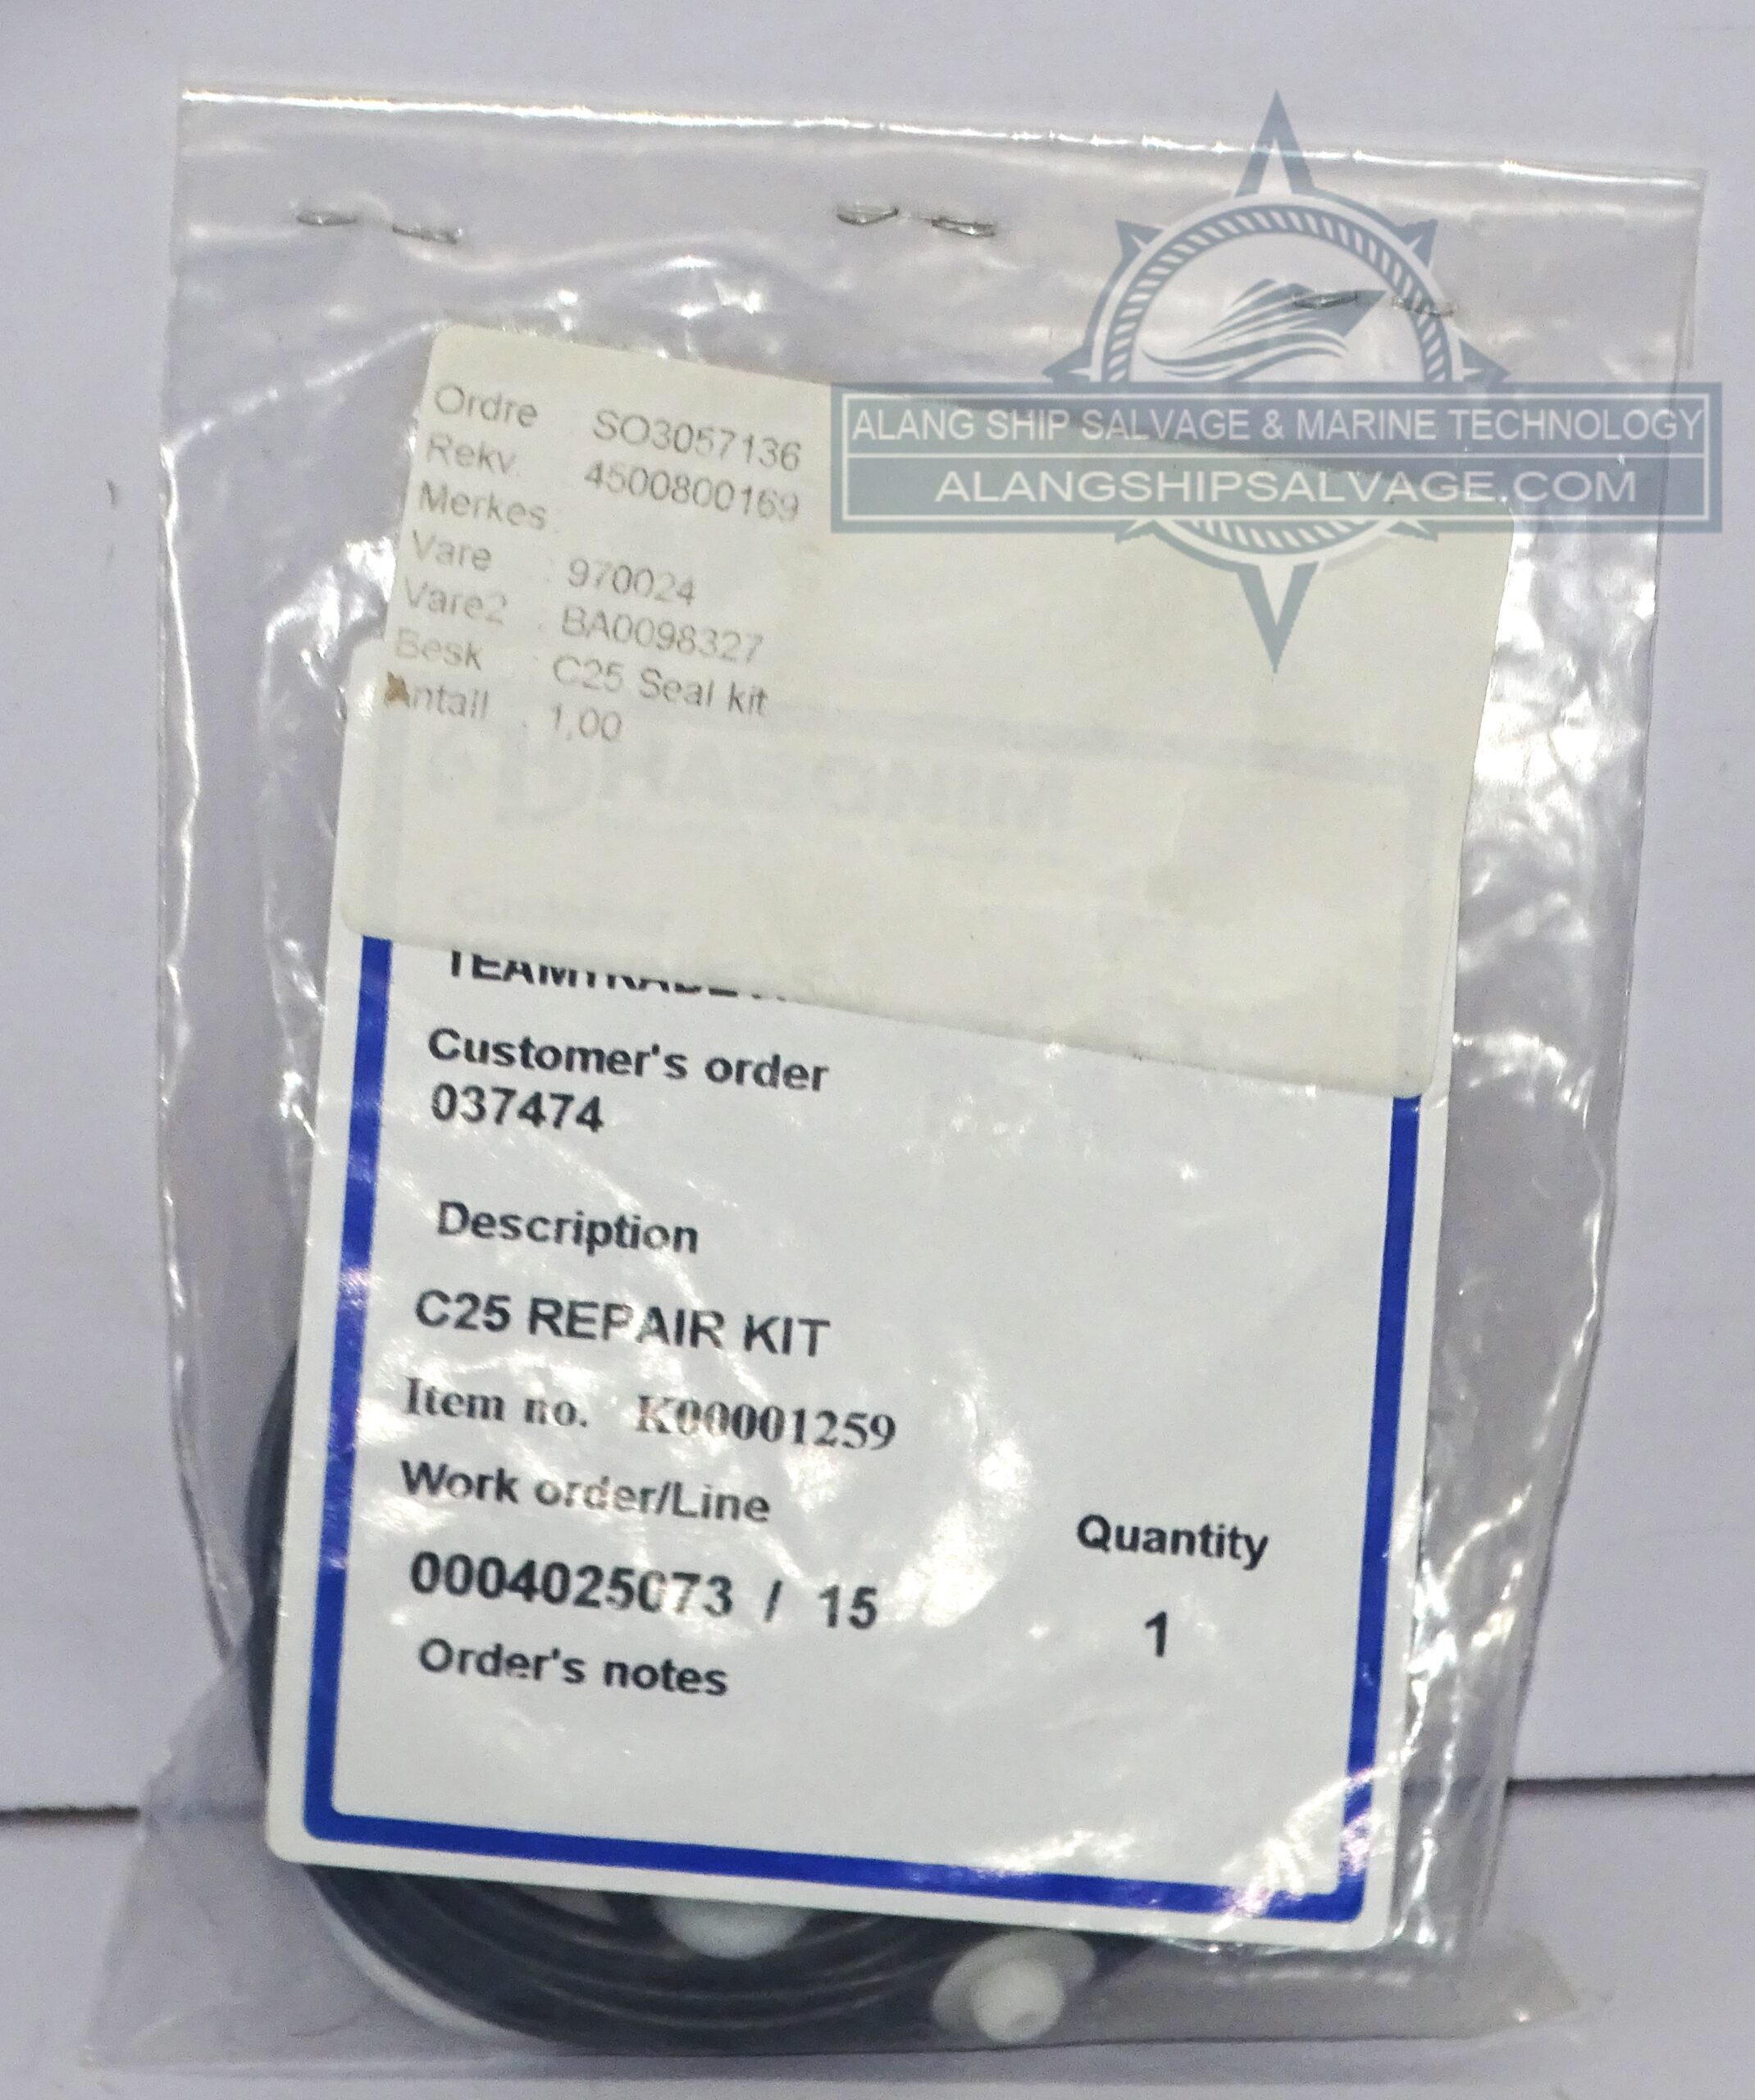 ALANG SHIP SALVAGE & MARINE TECHNOLOGY
ALANGSHIPSALVAGE.COM
Ordre : SO3057136
Rekv. 4500800169
Merkes
Vare : 970024
Vare2 : BA0098327
Besk : C25 Seal kit
Antall : 1,00
Customer's order
037474
Description
C25 REPAIR KIT
Item no. K00001259
Work order/Line
0004025073 / 15
Quantity
1
Order's notes